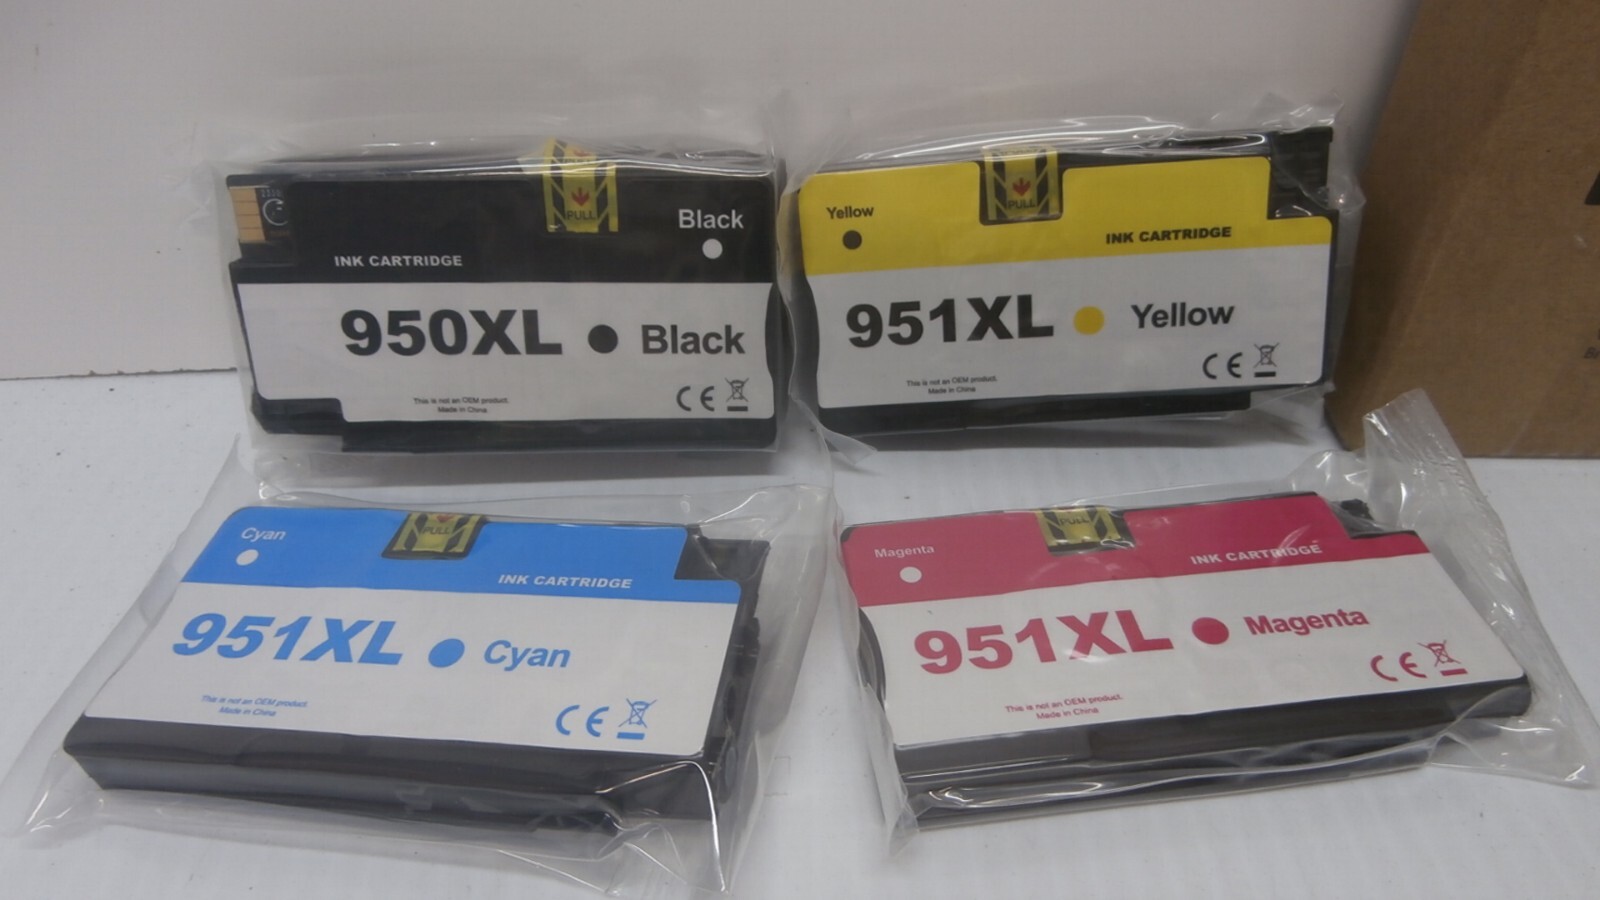 PULL
Black
INK CARTRIDGE
950XL Black
This is not an OEM product.
Made in China
CE
PULL
Yellow
INK CARTRIDGE
951XL Yellow
This is not an OEM product.
Made in China
CE
PULL
Cyan
INK CARTRIDGE
951XL Cyan
This is not an OEM product.
Made in China
CE
PULL
Magenta
INK CARTRIDGE
951XL Magenta
This is not an OEM product.
Made in China
CE